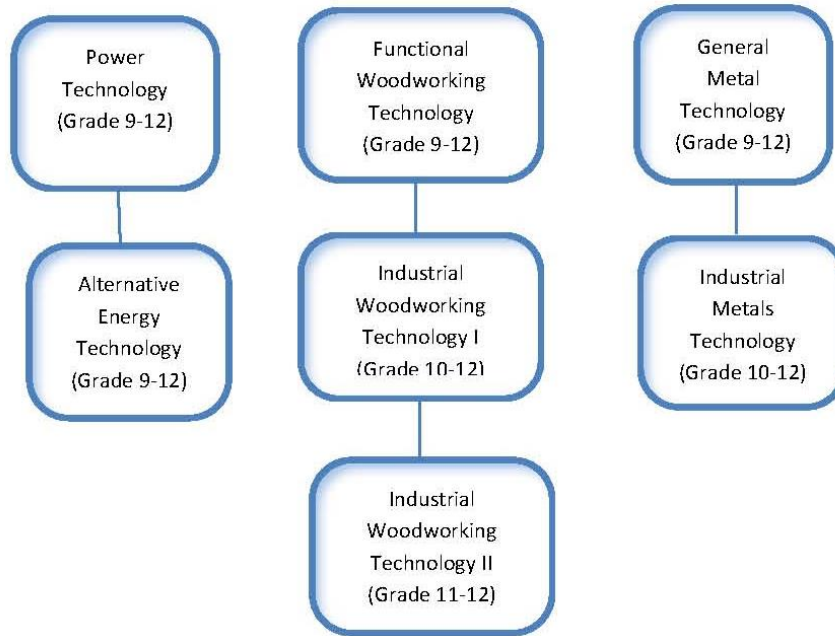 Power
Technology
(Grade 9-12)
Functional
Woodworking
Technology
(Grade 9-12)
General
Metal
Technology
(Grade 9-12)
Alternative
Energy
Technology
(Grade 9-12)
Industrial
Woodworking
Technology I
(Grade 10-12)
Industrial
Metals
Technology
(Grade 10-12)
Industrial
Woodworking
Technology II
(Grade 11-12)